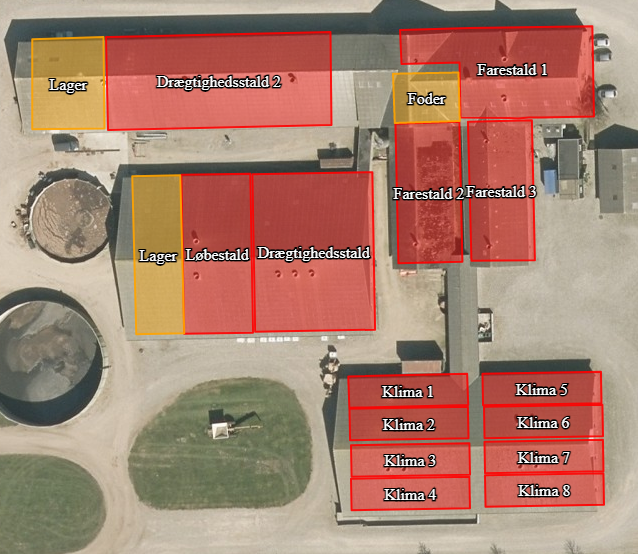 Lager
Drægtighedsstald 2
Farestald 1
Foder
Farestald 2
Farestald 3
Lager
Løbestald
Drægtighedsstald
Klima 1
Klima 5
Klima 2
Klima 6
Klima 3
Klima 7
Klima 4
Klima 8